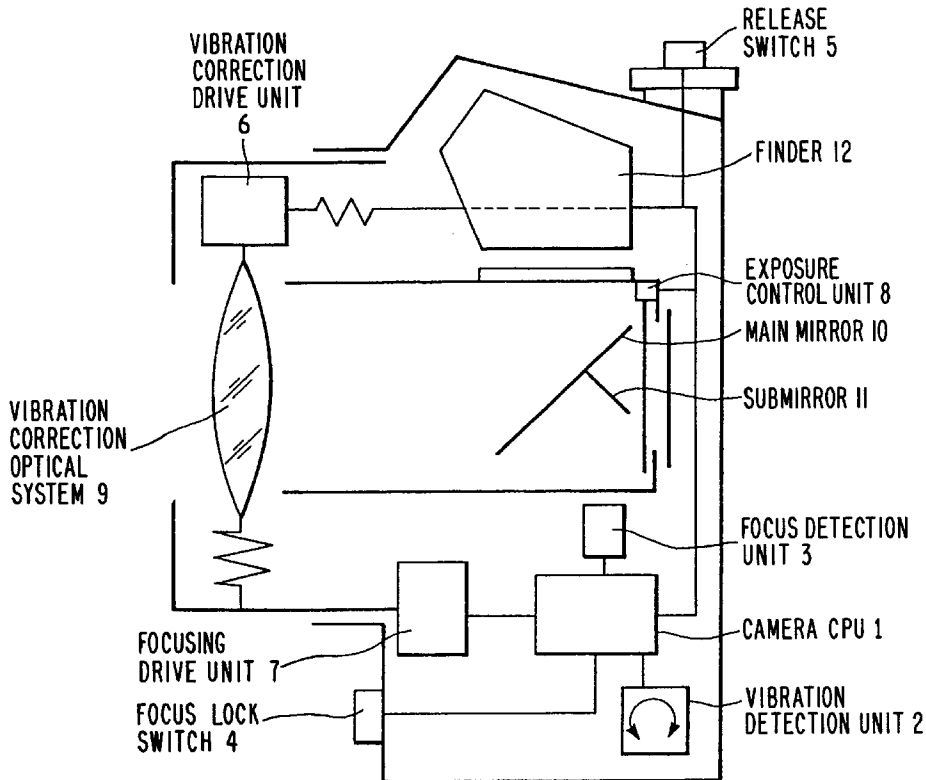 RELEASE
SWITCH 5
VIBRATION
CORRECTION
DRIVE UNIT
6
FINDER 12
EXPOSURE
CONTROL UNIT 8
MAIN MIRROR 10
SUBMIRROR 11
VIBRATION
CORRECTION
OPTICAL
SYSTEM 9
FOCUS DETECTION
UNIT 3
CAMERA CPU 1
FOCUSING
DRIVE UNIT 7
FOCUS LOCK
SWITCH 4
VIBRATION
DETECTION UNIT 2